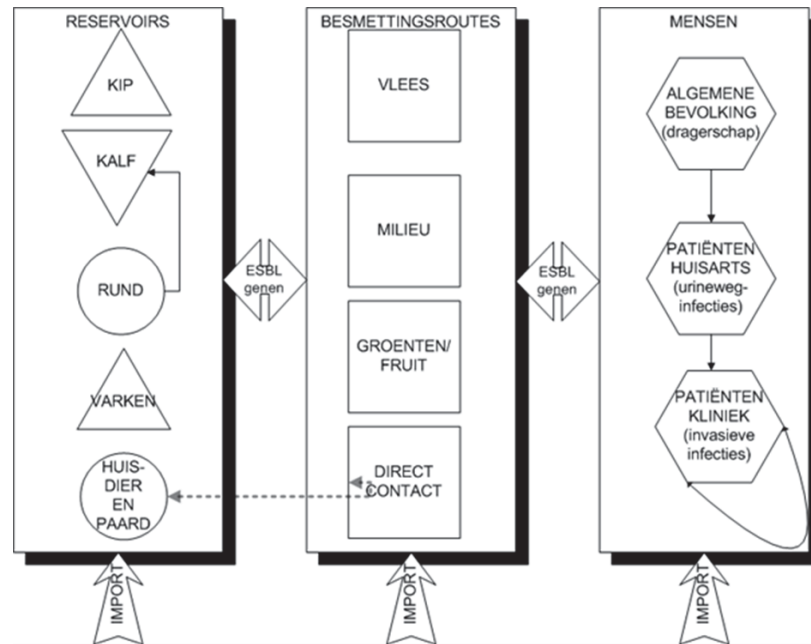 RESERVOIRS
KIP
KALF
RUND
VARKEN
HUIS-
DIER
EN
PAARD
IMPORT
ESBL
genen
BESMETTINGSROUTES
VLEES
MILIEU
GROENTEN/
FRUIT
DIRECT
CONTACT
IMPORT
ESBL
genen
MENSEN
ALGEMENE
BEVOLKING
(dragerschap)
PATIËNTEN
HUISARTS
(urineweg-
infecties)
PATIËNTEN
KLINIEK
(invasieve
infecties)
IMPORT